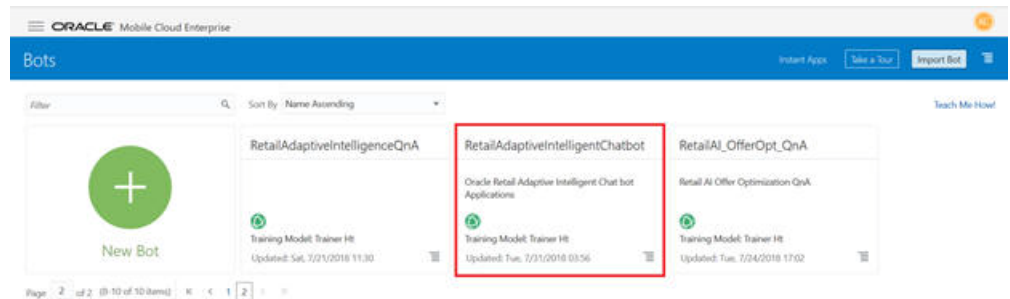 ORACLE Mobile Cloud Enterprise
Bots
Instant Apps
Take a Tour
Import Bot
Filter
Sort By Name Ascending
Teach Me How!
New Bot
RetailAdaptiveIntelligenceQnA
Training Model: Trainer Ht
Updated: Sat, 7/21/2018 11:30
RetailAdaptiveIntelligentChatbot
Oracle Retail Adaptive Intelligent Chat bot
Applications
Training Model: Trainer Ht
Updated: Tue, 7/31/2018 03:56
RetailAI_OfferOpt_QnA
Retail AI Offer Optimization QnA
Training Model: Trainer Ht
Updated: Tue, 7/24/2018 17:02
Page 2 of 2 (8-10 of 10 items) K < 1 2